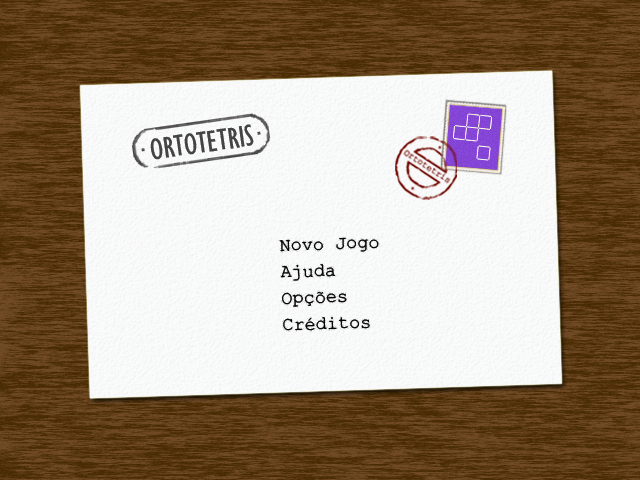 ORTOTETRIS
Ortotetris
Novo Jogo
Ajuda
Opções
Créditos